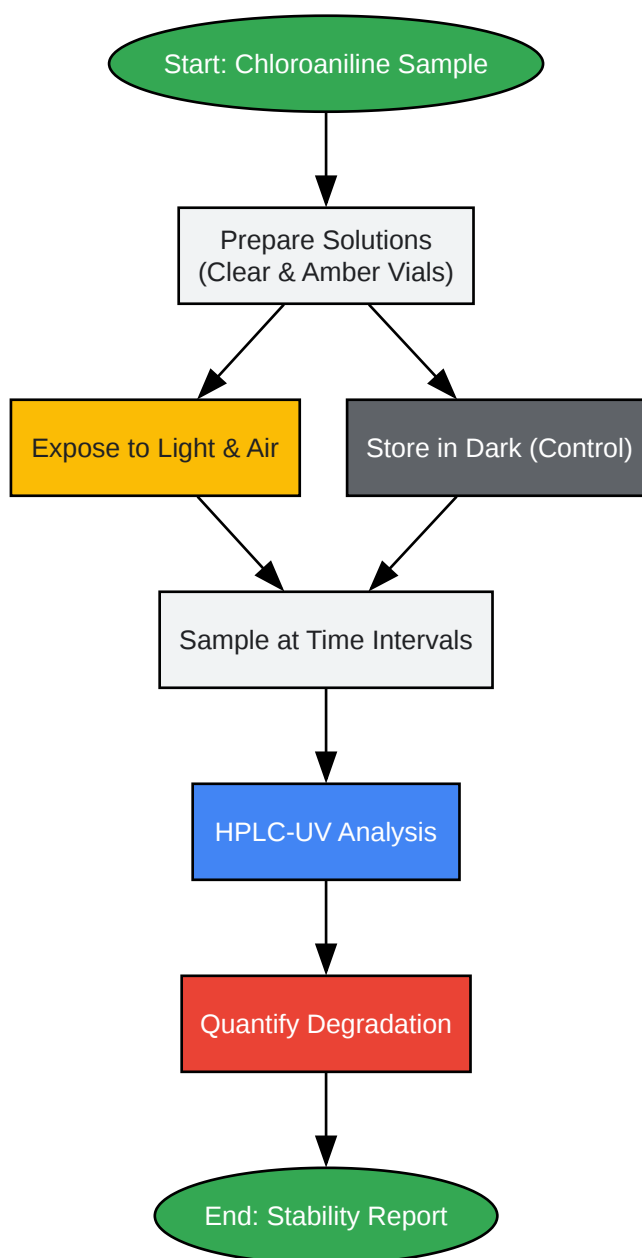 Start: Chloroaniline Sample
Prepare Solutions
(Clear & Amber Vials)
Expose to Light & Air
Store in Dark (Control)
Sample at Time Intervals
HPLC-UV Analysis
Quantify Degradation
End: Stability Report